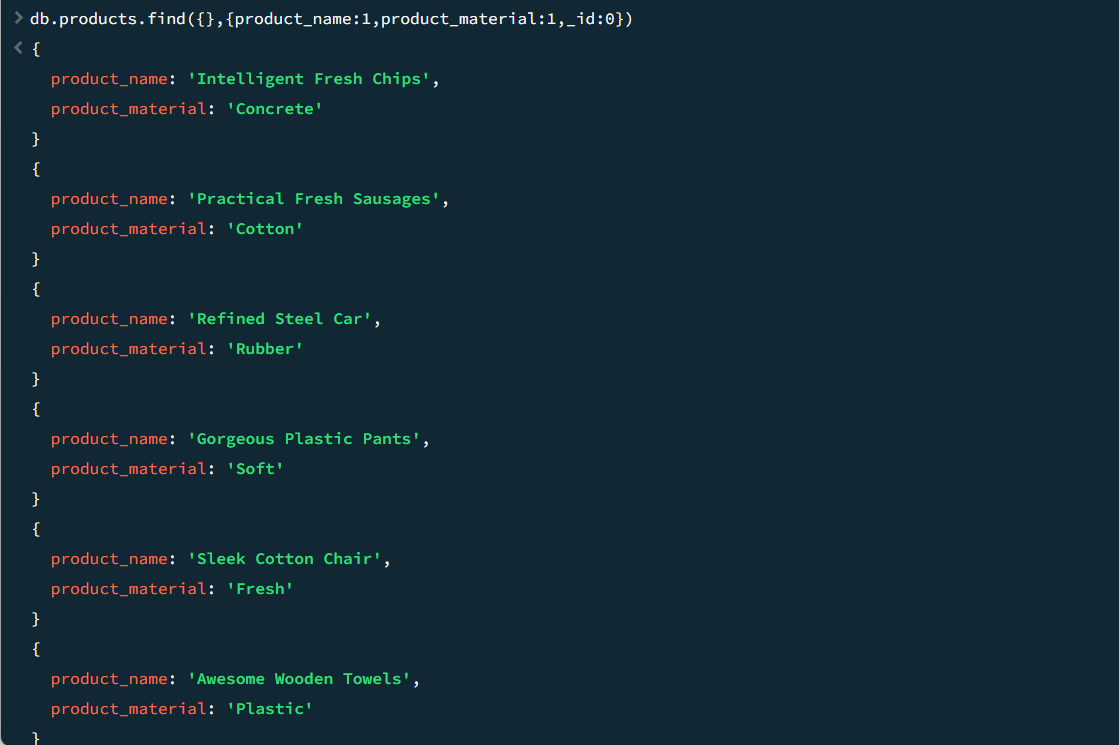 > db.products.find({},{product_name:1,product_material:1,_id:0})
< {
product_name: 'Intelligent Fresh Chips',
product_material: 'Concrete'
}
{
product_name: 'Practical Fresh Sausages',
product_material: 'Cotton'
}
{
product_name: 'Refined Steel Car',
product_material: 'Rubber'
}
{
product_name: 'Gorgeous Plastic Pants',
product_material: 'Soft'
}
{
product_name: 'Sleek Cotton Chair',
product_material: 'Fresh'
}
{
product_name: 'Awesome Wooden Towels',
product_material: 'Plastic'
}